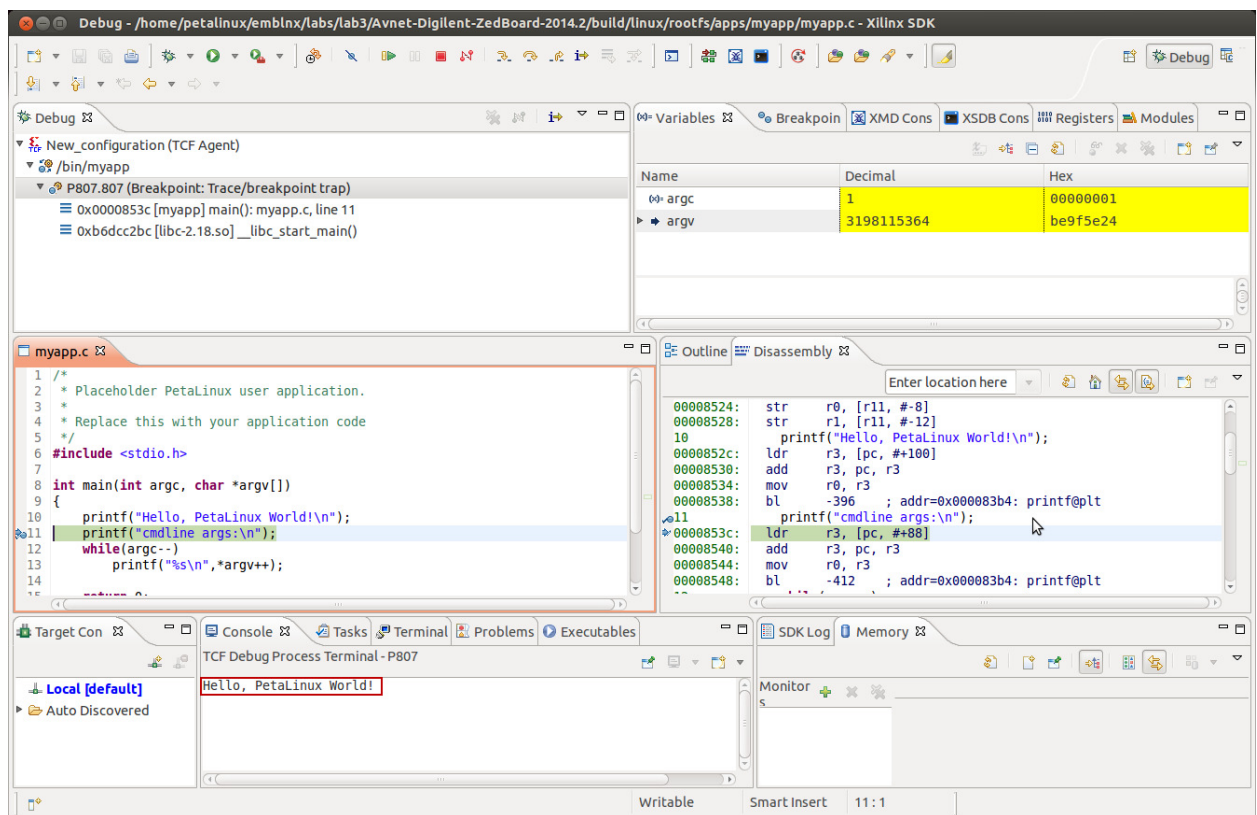 Debug - /home/petalinux/emblnx/labs/lab3/Avnet-Digilent-ZedBoard-2014.2/build/linux/rootfs/apps/myapp/myapp.c - Xilinx SDK
Debug
Debug
New_configuration (TCF Agent)
/bin/myapp
P807.807 (Breakpoint: Trace/breakpoint trap)
0x0000853c [myapp] main(): myapp.c, line 11
0xb6dcc2bc [libc-2.18.so] __libc_start_main()
Variables Breakpoin XMD Cons XSDB Cons Registers Modules
Name Decimal Hex
argc 1 00000001
argv 3198115364 be9f5e24
myapp.c
1 /*
2 * Placeholder PetaLinux user application.
3 *
4 * Replace this with your application code
5 */
6 #include <stdio.h>
7
8 int main(int argc, char *argv[])
9 {
10 printf("Hello, PetaLinux World!\n");
11 printf("cmdline args:\n");
12 while(argc--)
13 printf("%s\n",*argv++);
14
Outline Disassembly
Enter location here
00008524: str r0, [r11, #-8]
00008528: str r1, [r11, #-12]
10 printf("Hello, PetaLinux World!\n");
0000852c: ldr r3, [pc, #+100]
00008530: add r3, pc, r3
00008534: mov r0, r3
00008538: bl -396 ; addr=0x000083b4: printf@plt
11 printf("cmdline args:\n");
0000853c: ldr r3, [pc, #+88]
00008540: add r3, pc, r3
00008544: mov r0, r3
00008548: bl -412 ; addr=0x000083b4: printf@plt
Target Con
Local [default]
Auto Discovered
Console Tasks Terminal Problems Executables
TCF Debug Process Terminal - P807
Hello, PetaLinux World!
SDK Log Memory
Monitor
s
Writable Smart Insert 11 : 1